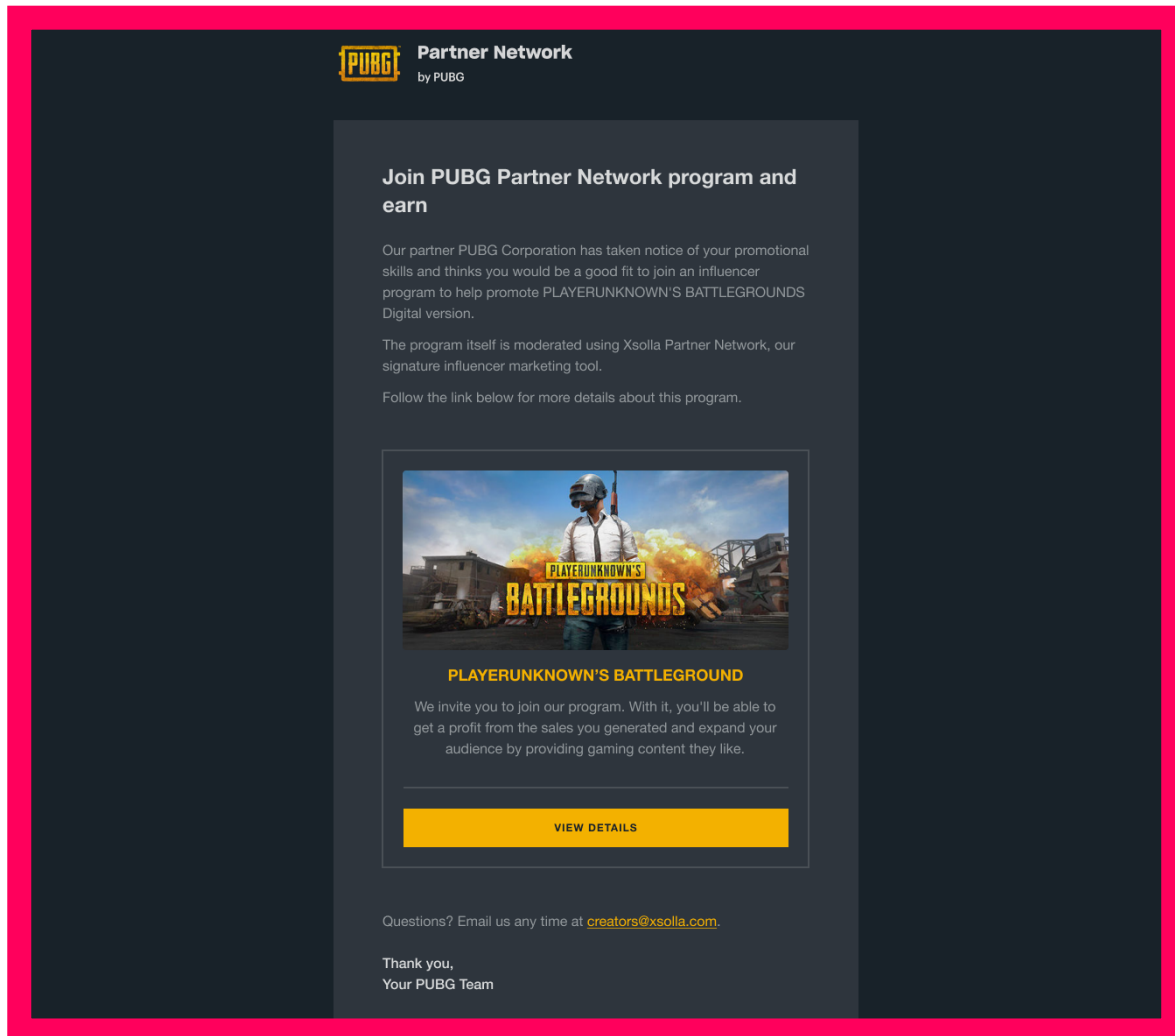 PUBG
Partner Network
by PUBG
Join PUBG Partner Network program and
earn
Our partner PUBG Corporation has taken notice of your promotional
skills and thinks you would be a good fit to join an influencer
program to help promote PLAYERUNKNOWN'S BATTLEGROUNDS
Digital version.
The program itself is moderated using Xsolla Partner Network, our
signature influencer marketing tool.
Follow the link below for more details about this program.
PLAYERUNKNOWN'S
BATTLEGROUNDS
PLAYERUNKNOWN’S BATTLEGROUND
We invite you to join our program. With it, you'll be able to
get a profit from the sales you generated and expand your
audience by providing gaming content they like.
VIEW DETAILS
Questions? Email us any time at creators@xsolla.com.
Thank you,
Your PUBG Team